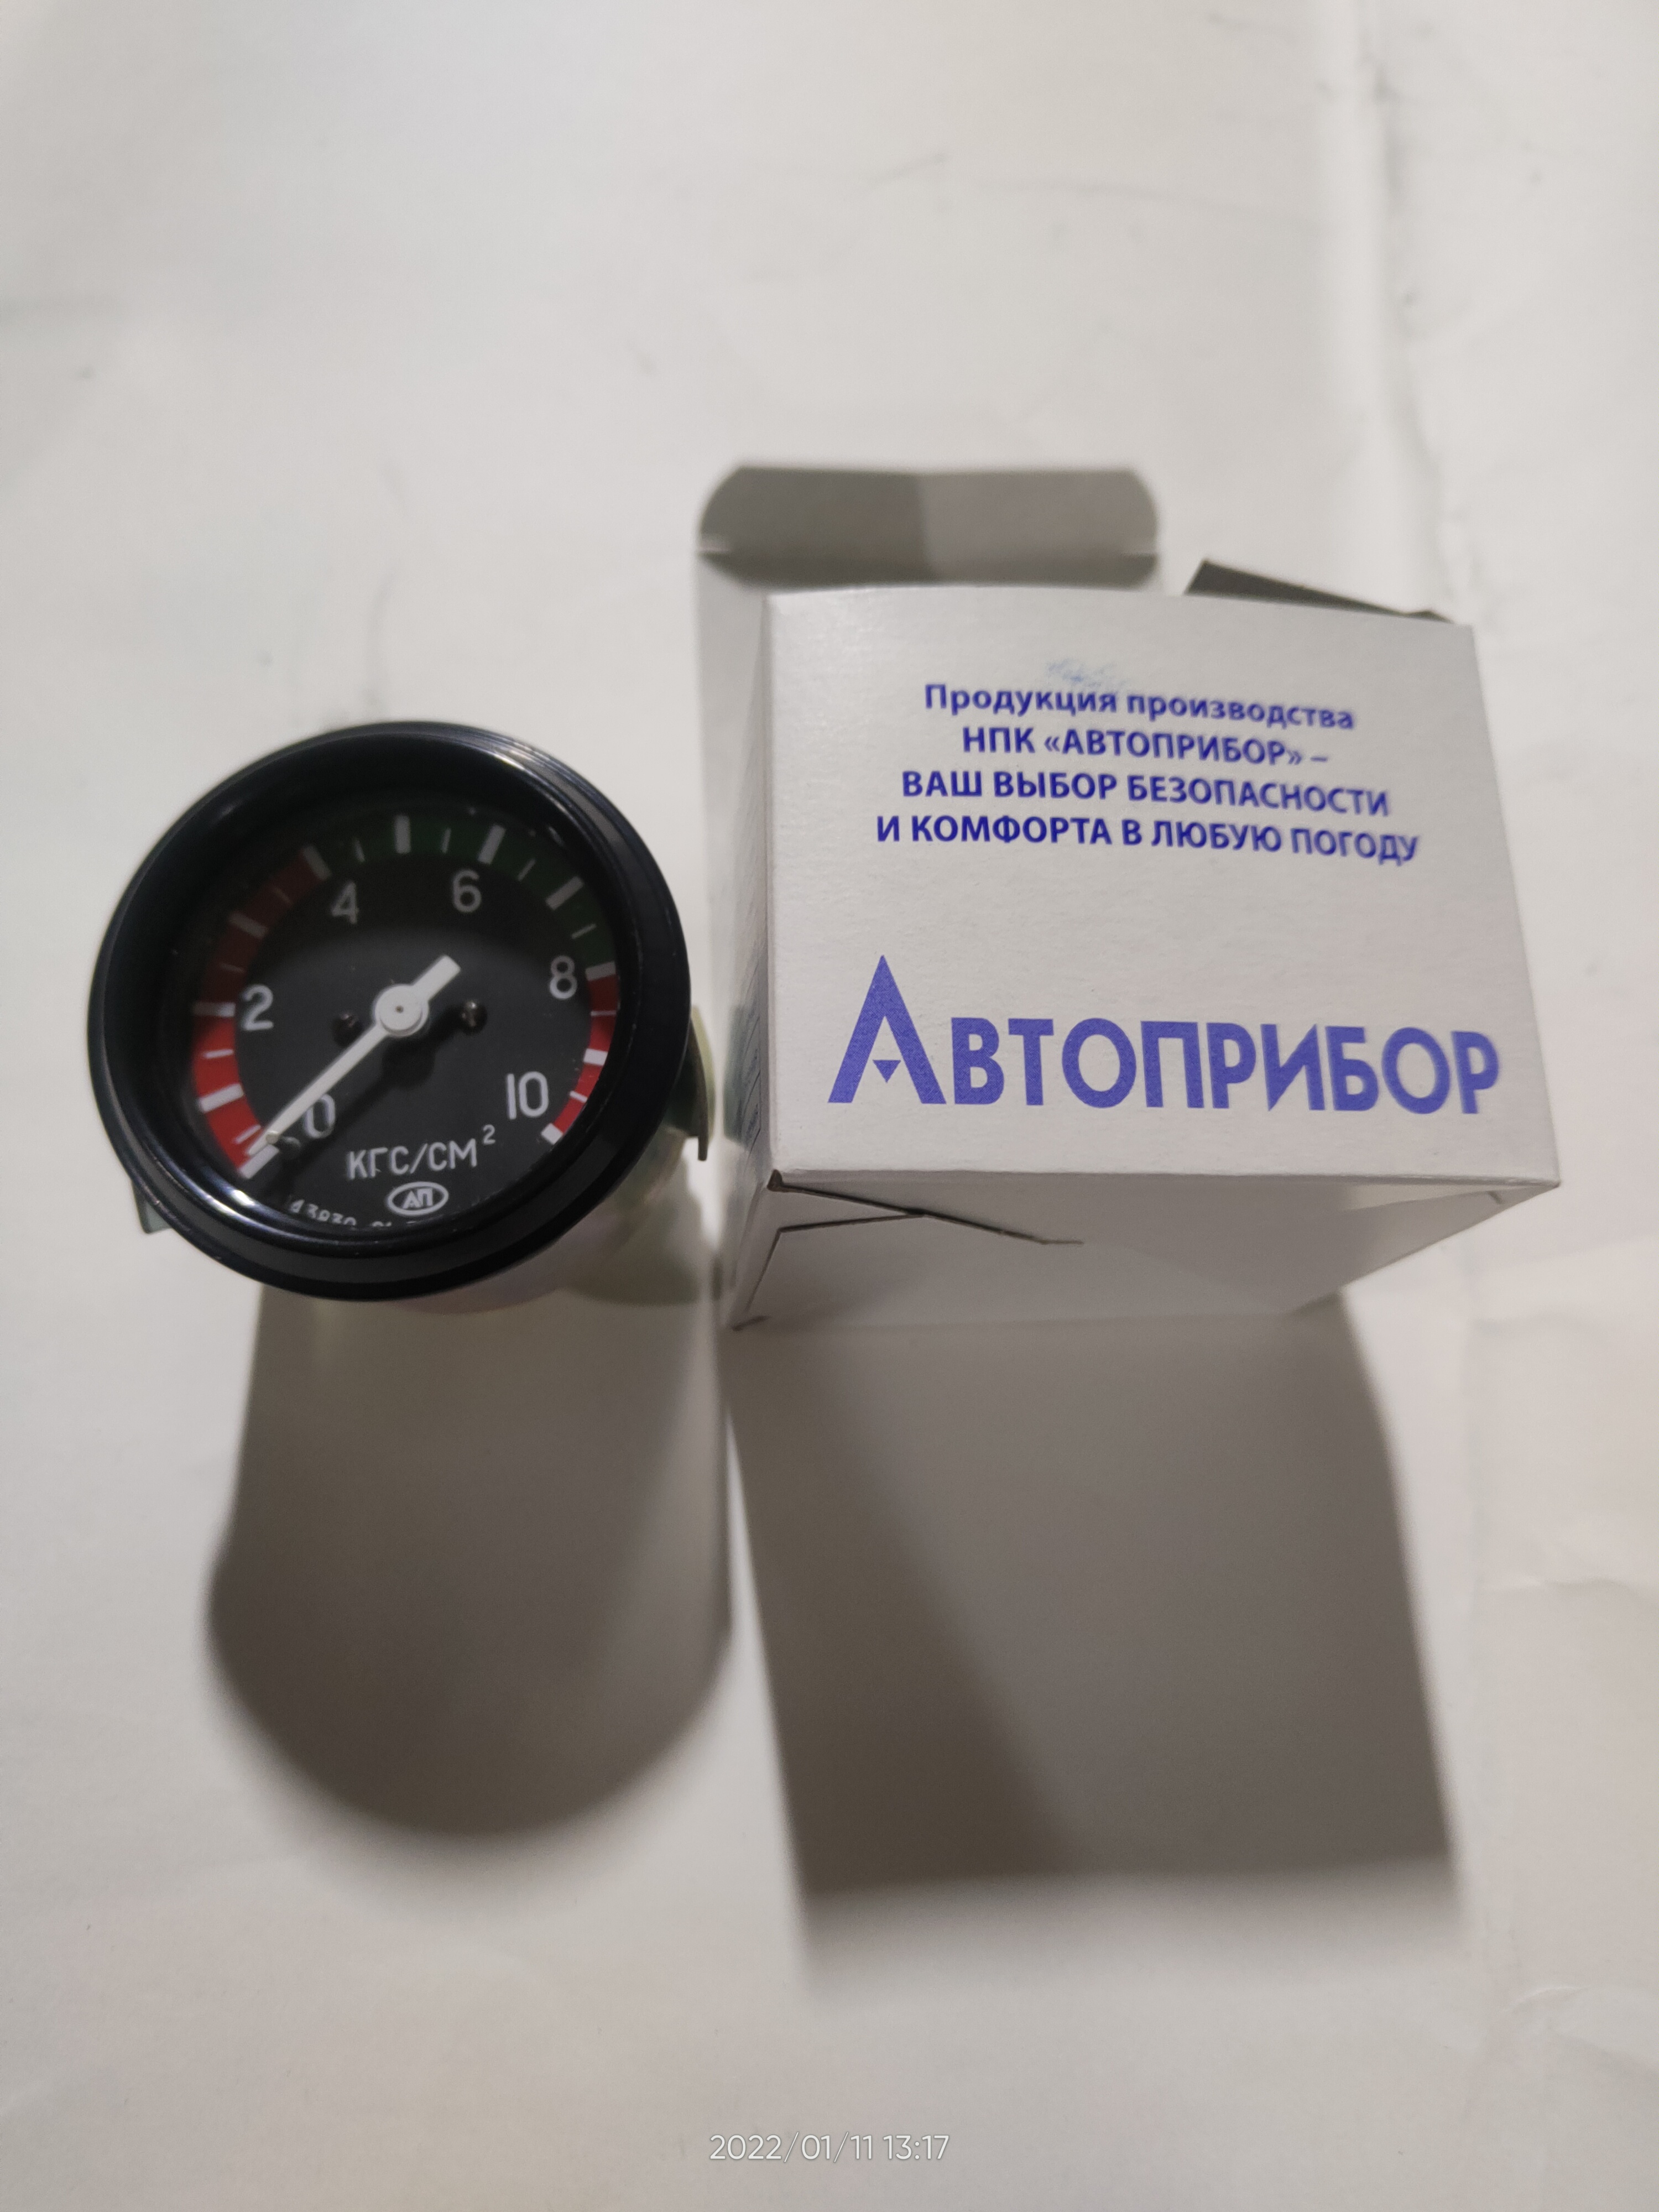 Продукция производства
НПК «АВТОПРИБОР» –
ВАШ ВЫБОР БЕЗОПАСНОСТИ
И КОМФОРТА В ЛЮБУЮ ПОГОДУ
АВТОПРИБОР
4 6
2 8
0 10
КГС/СМ²
АП
2022/01/11 13:17